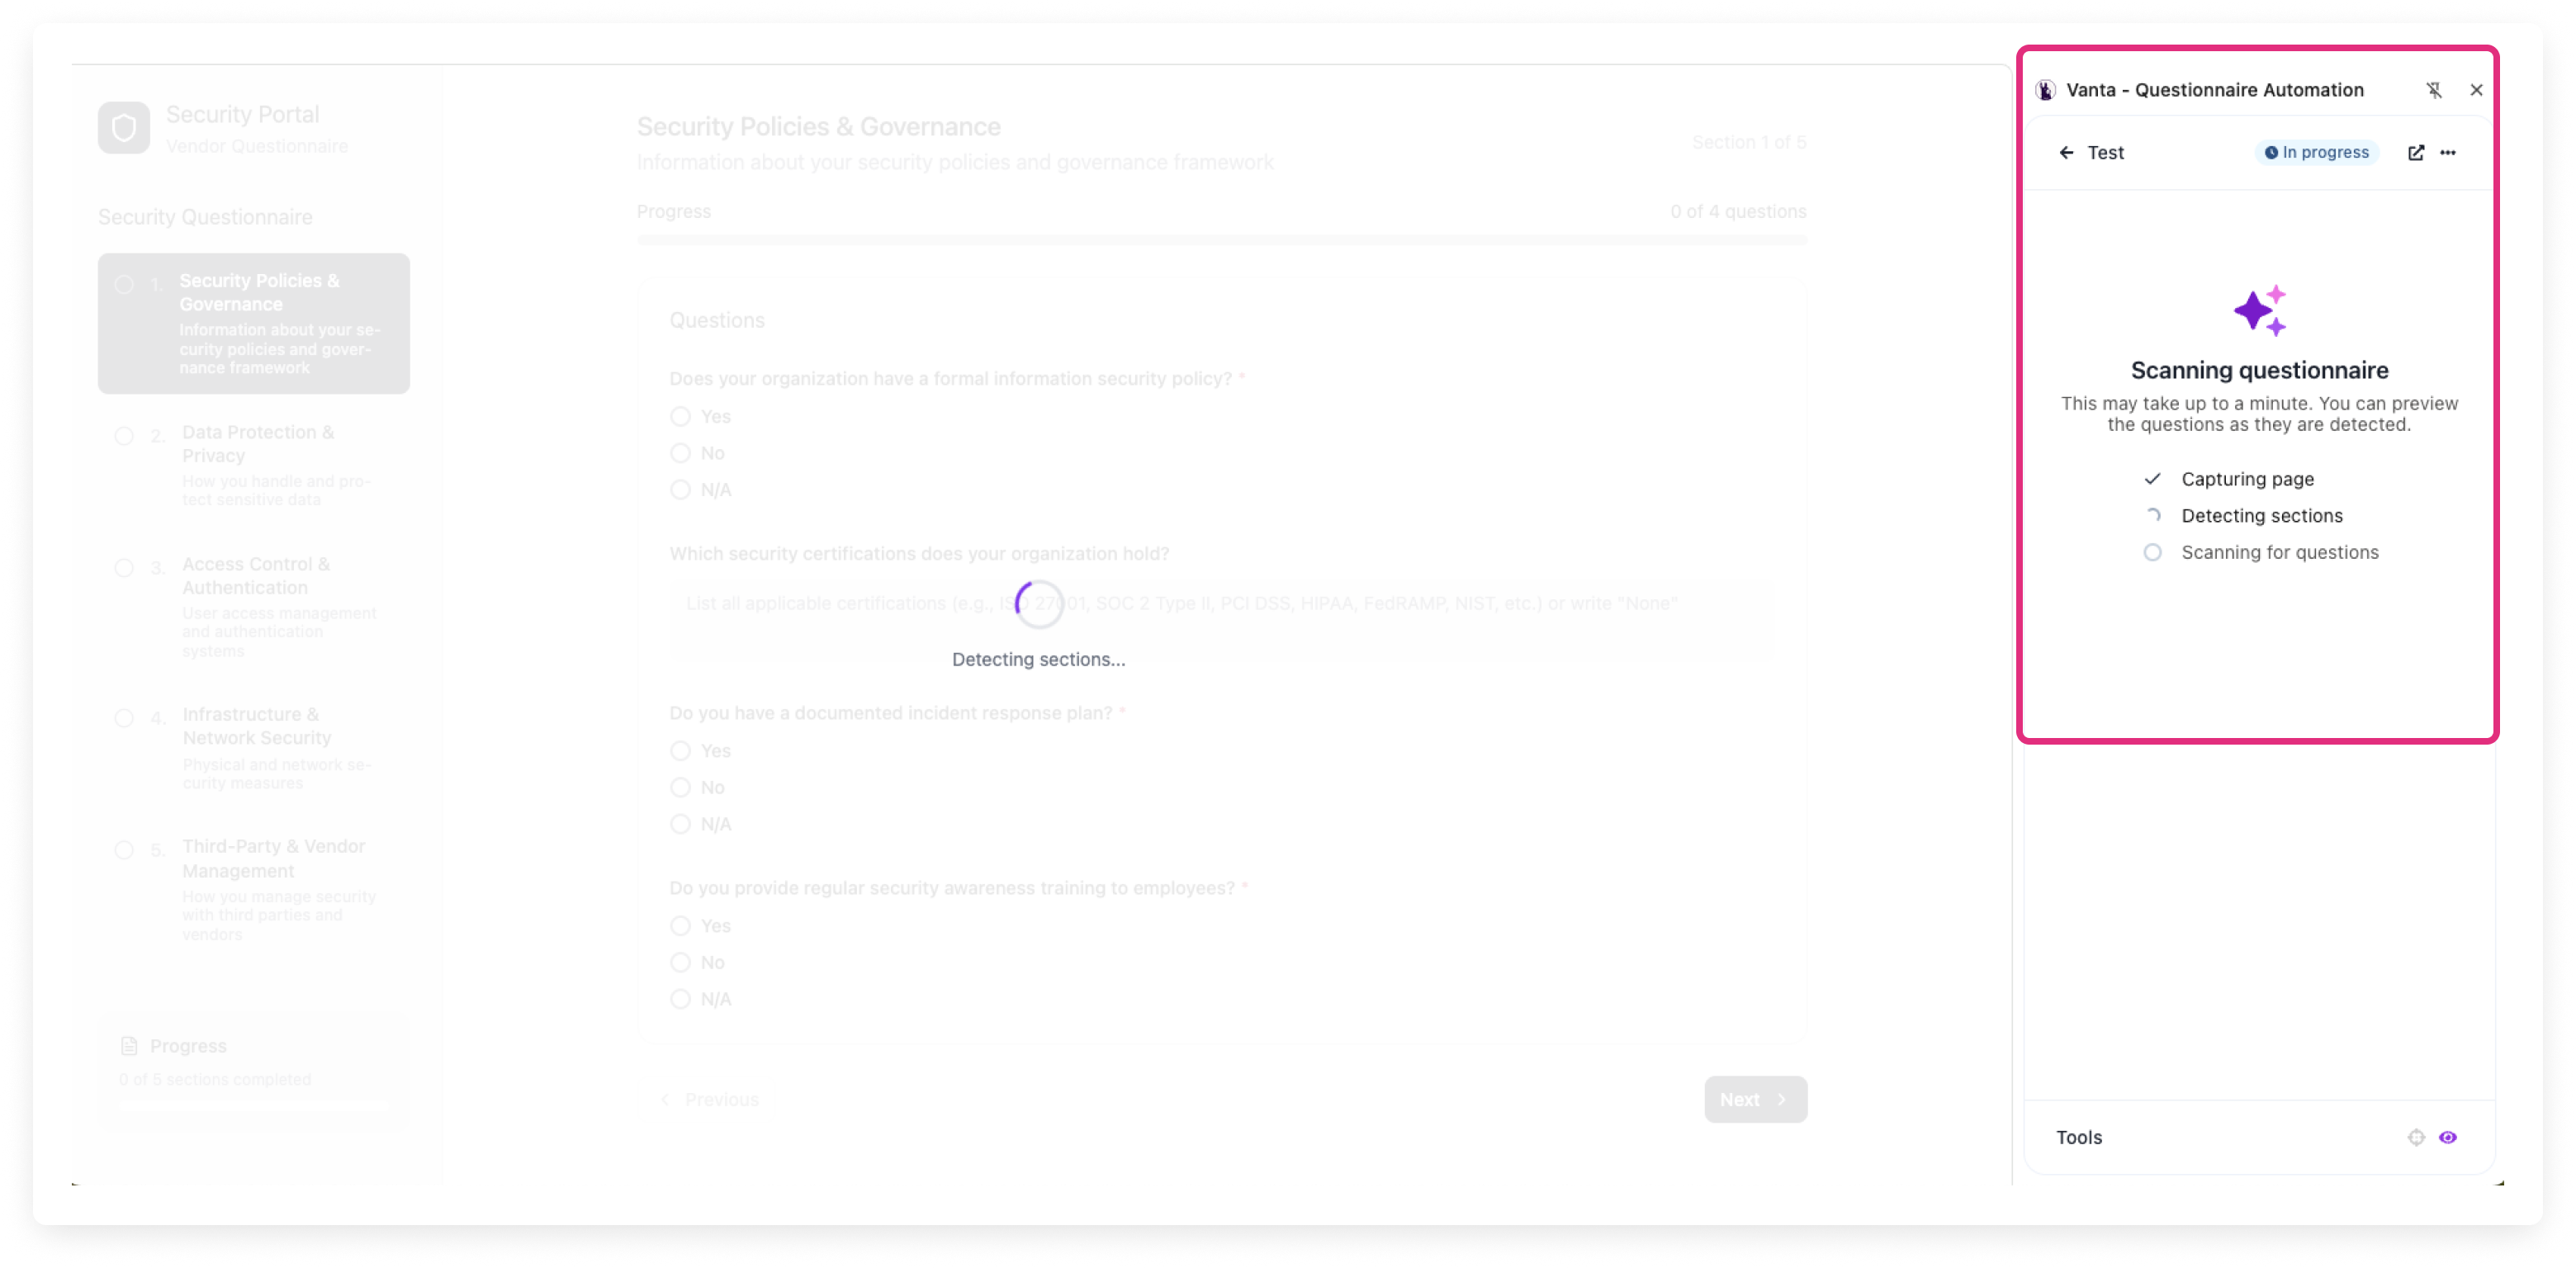 Security Portal
Vendor Questionnaire
Security Questionnaire
1. Security Policies &
Governance
Information about your se-
curity policies and gover-
nance framework
2. Data Protection &
Privacy
How you handle and pro-
tect sensitive data
3. Access Control &
Authentication
User access management
and authentication
systems
4. Infrastructure &
Network Security
Physical and network se-
curity measures
5. Third-Party & Vendor
Management
How you manage security
with third parties and
vendors
Progress
0 of 5 sections completed
Security Policies & Governance
Information about your security policies and governance framework
Section 1 of 5
Progress
0 of 4 questions
Questions
Does your organization have a formal information security policy? *
Yes
No
N/A
Which security certifications does your organization hold?
List all applicable certifications (e.g., ISO 27001, SOC 2 Type II, PCI DSS, HIPAA, FedRAMP, NIST, etc.) or write "None"
Detecting sections...
Do you have a documented incident response plan? *
Yes
No
N/A
Do you provide regular security awareness training to employees? *
Yes
No
N/A
Previous
Next
Vanta - Questionnaire Automation
Test
In progress
Scanning questionnaire
This may take up to a minute. You can preview
the questions as they are detected.
Capturing page
Detecting sections
Scanning for questions
Tools